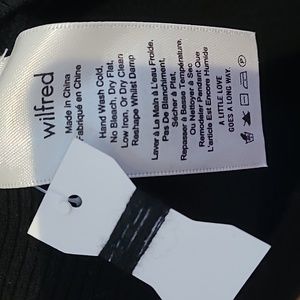 wilfred
Made in China
Fabriqué en Chine
Hand Wash Cold,
No Bleach, Dry Flat,
Low Iron, Or Dry Clean
Reshape Whilst Damp
Laver à La Main à L'eau Froide,
Pas De Blanchiment,
Sécher à Plat,
Repasser à Basse Température,
Ou Nettoyer à Sec
Remodeler Pendant Que
L'article Est Encore Humide
A LITTLE LOVE
GOES A LONG WAY.